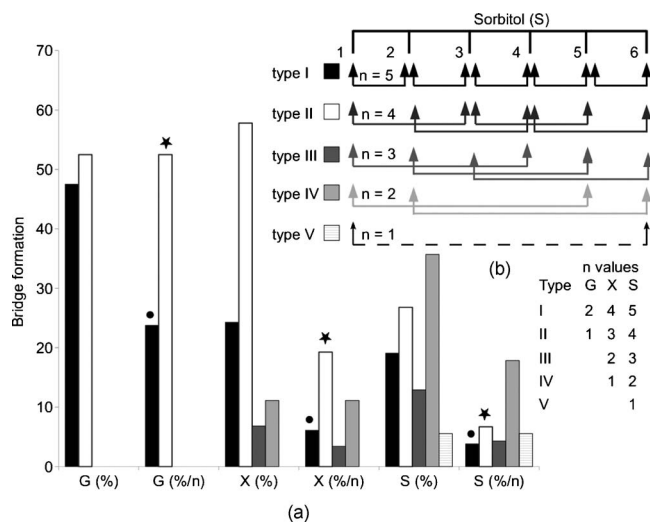 Sorbitol (S)
1 2 3 4 5 6
type I n = 5
type II n = 4
type III n = 3
type IV n = 2
type V n = 1
(b)
n values
Type G X S
I 2 4 5
II 1 3 4
III 2 3
IV 1 2
V 1
Bridge formation
70
60
50
40
30
20
10
0
G (%) G (%/n) X (%) X (%/n) S (%) S (%/n)
(a)